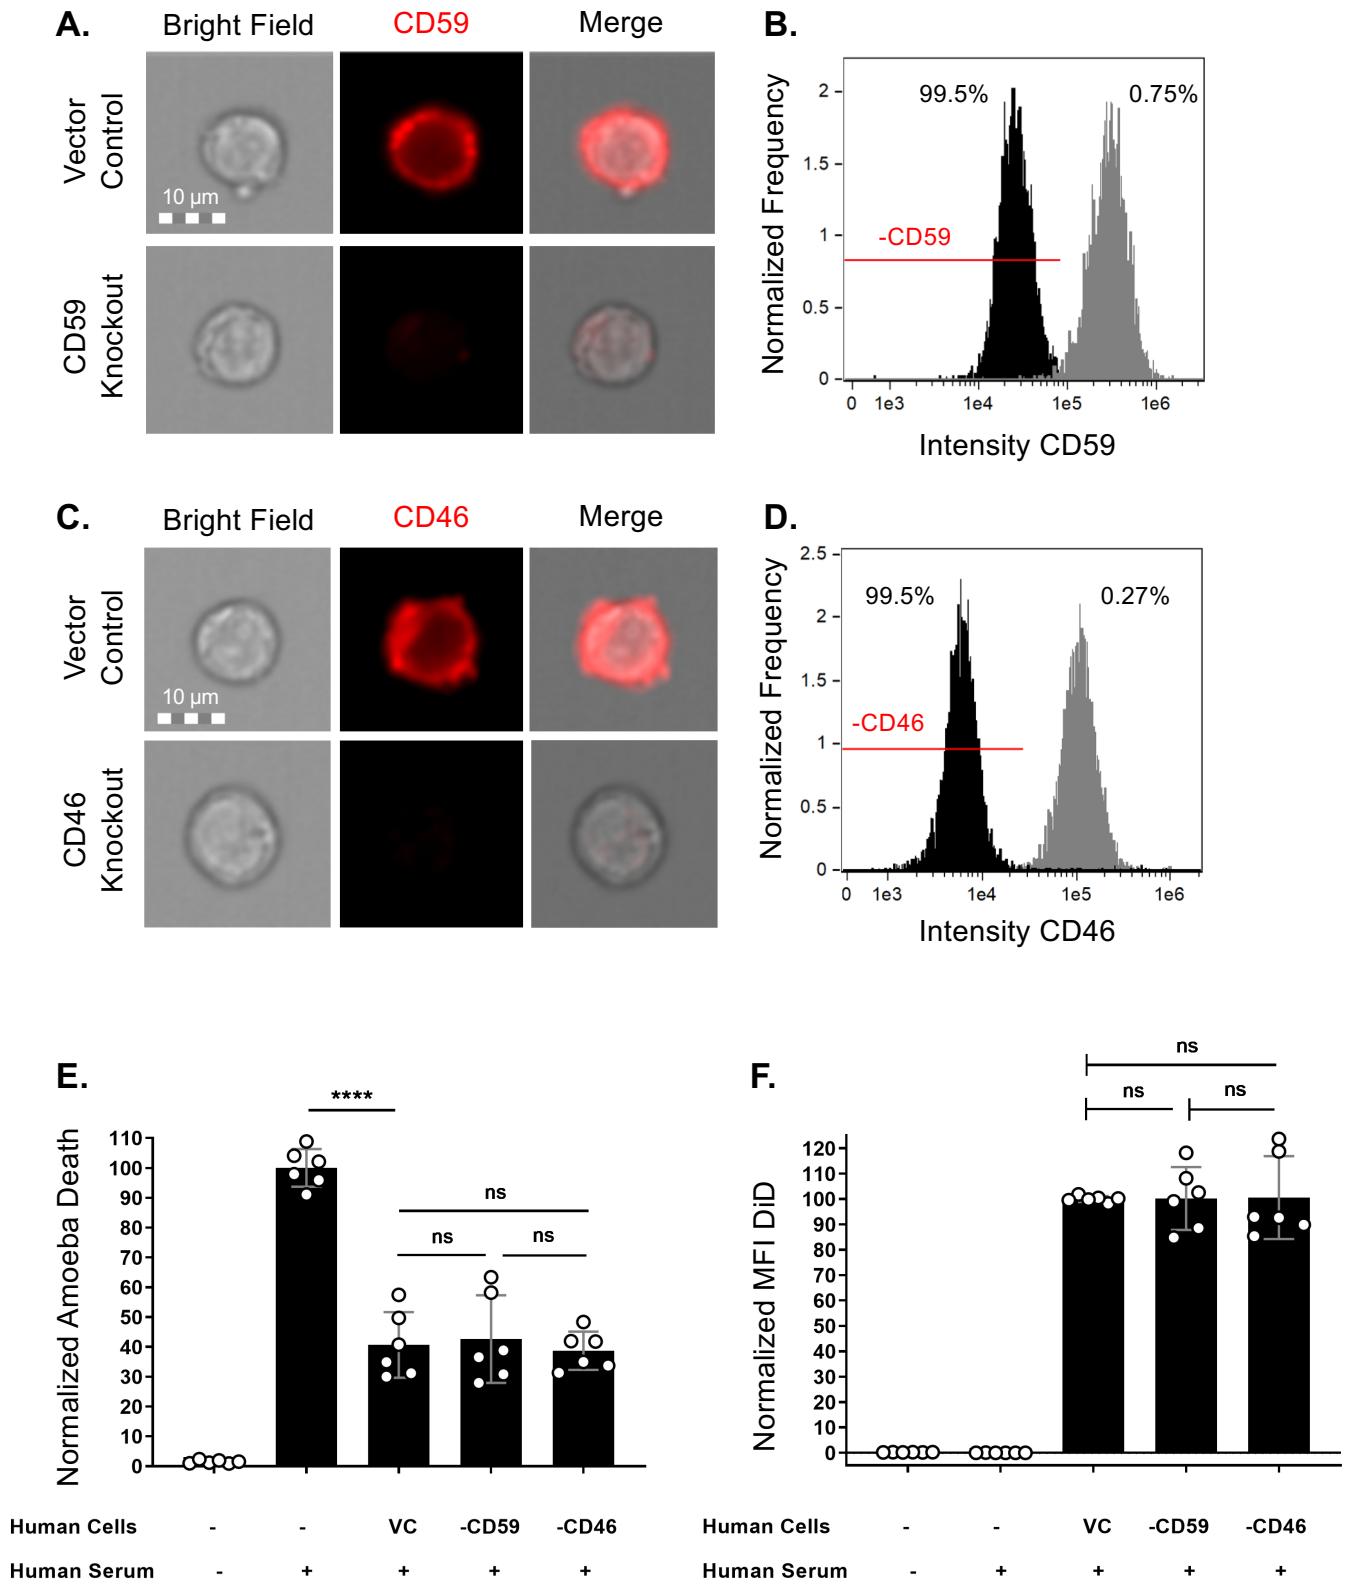 A.
Bright Field CD59 Merge
Vector
Control
10 µm
CD59
Knockout
B.
Normalized Frequency
2
1.5
1
0.5
0
99.5% 0.75%
-CD59
0 1e3 1e4 1e5 1e6
Intensity CD59
C.
Bright Field CD46 Merge
Vector
Control
10 µm
CD46
Knockout
D.
Normalized Frequency
2.5
2
1.5
1
0.5
0
99.5% 0.27%
-CD46
0 1e3 1e4 1e5 1e6
Intensity CD46
E.
Normalized Amoeba Death
110
100
90
80
70
60
50
40
30
20
10
0
****
ns
ns ns
Human Cells - - VC -CD59 -CD46
Human Serum - + + + +
F.
Normalized MFI DiD
120
110
100
90
80
70
60
50
40
30
20
10
0
ns
ns ns
Human Cells - - VC -CD59 -CD46
Human Serum - + + + +